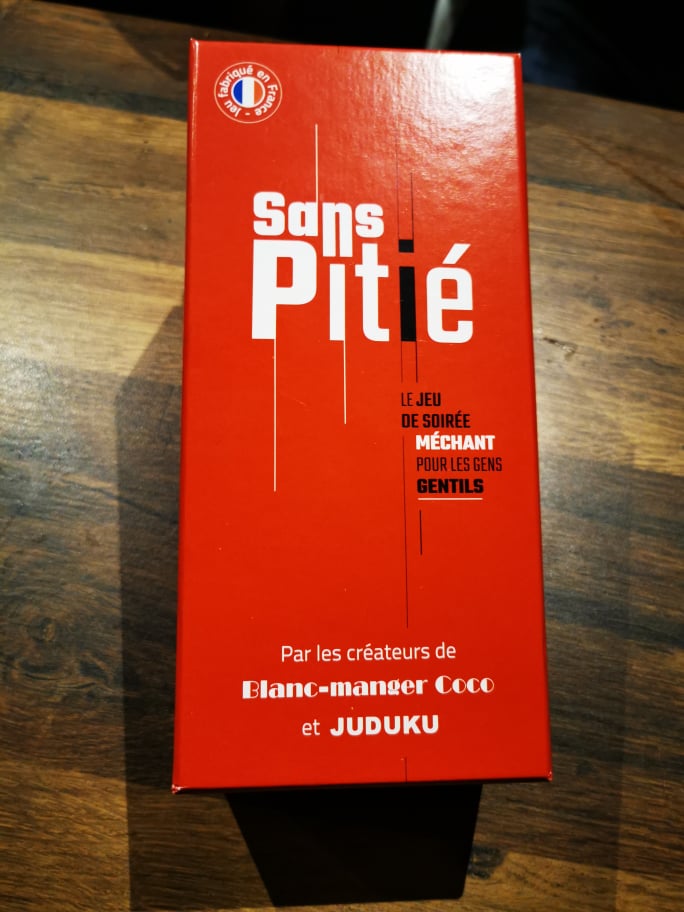 Jeu fabriqué en France -
Sans
Pitié
LE JEU
DE SOIRÉE
MÉCHANT
POUR LES GENS
GENTILS
Par les créateurs de
Blanc-manger Coco
et JUDUKU